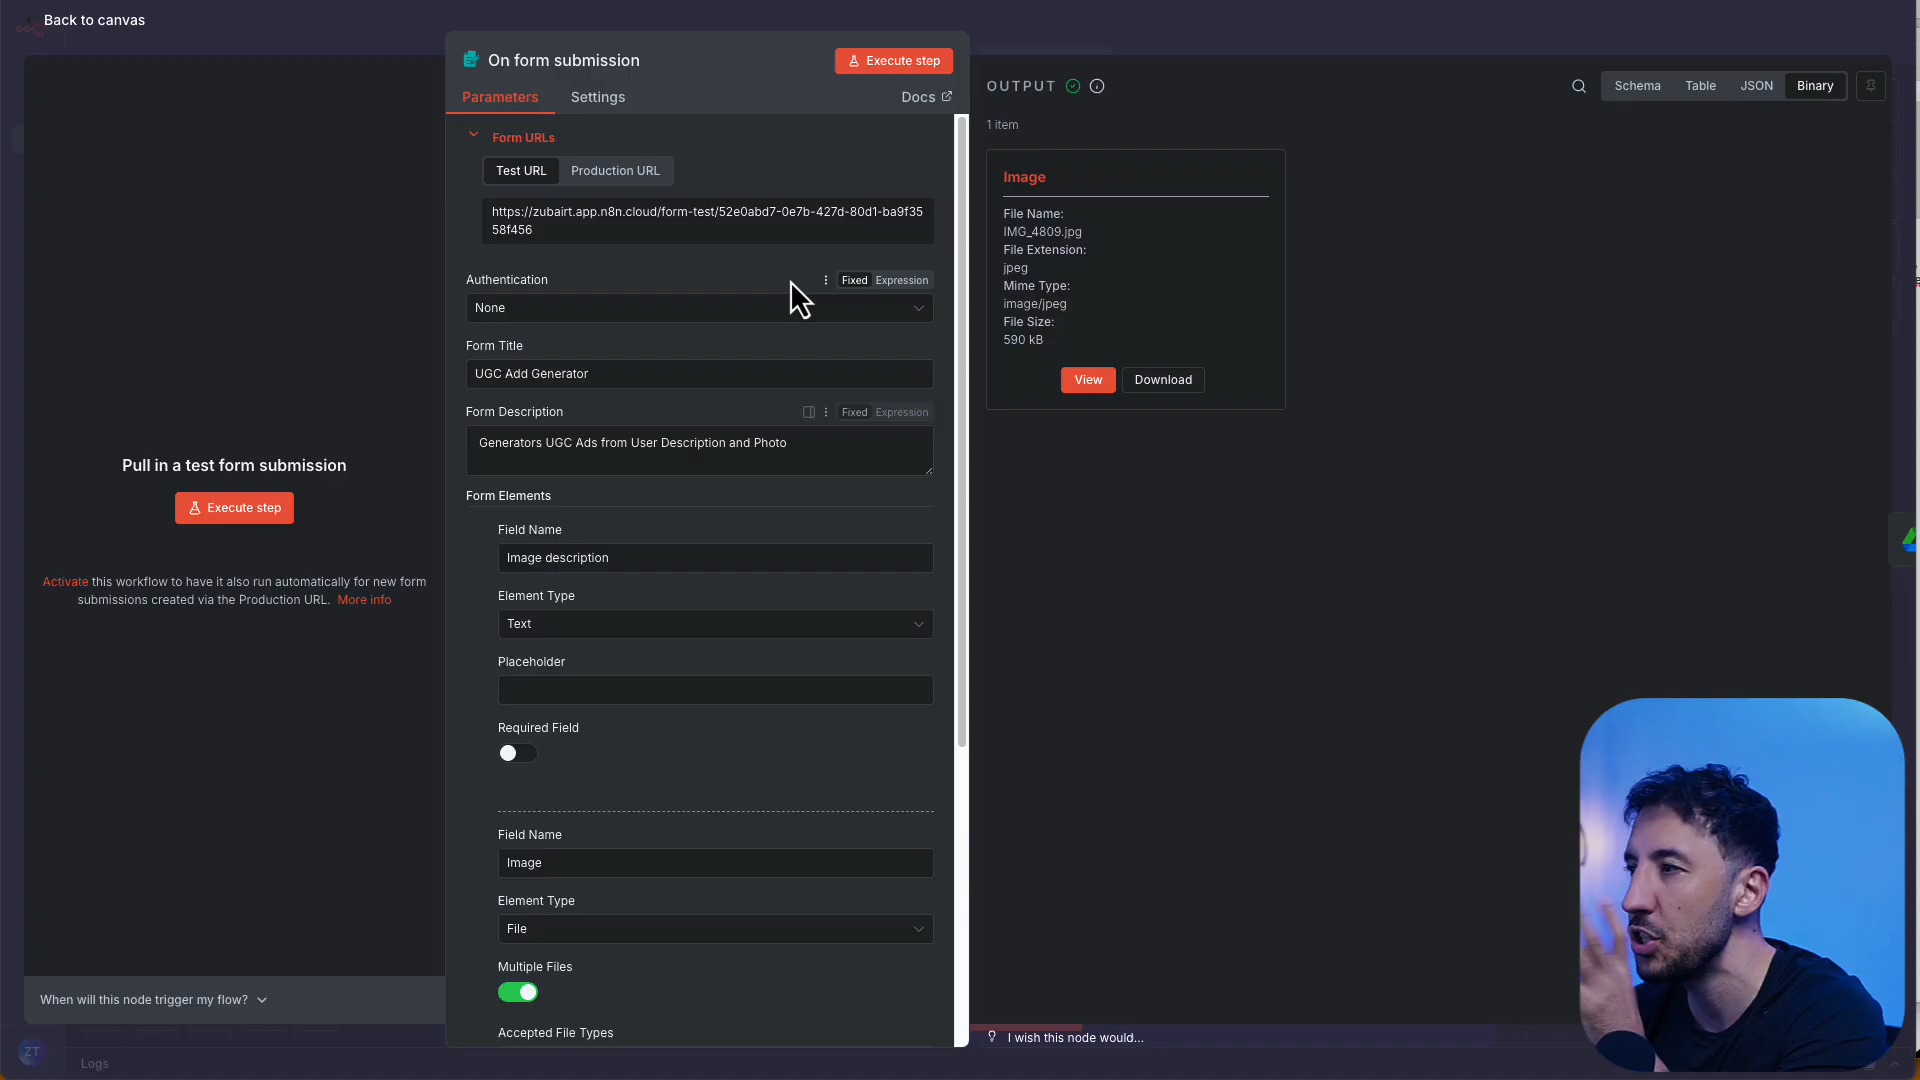 Back to canvas
On form submission
Execute step
Parameters
Settings
Docs
Form URLs
Test URL
Production URL
https://zubairt.app.n8n.cloud/form-test/52e0abd7-0e7b-427d-80d1-ba9f35
58f456
Authentication
Fixed
Expression
None
Form Title
UGC Add Generator
Form Description
Fixed
Expression
Generators UGC Ads from User Description and Photo
Form Elements
Field Name
Image description
Element Type
Text
Placeholder
Required Field
Field Name
Image
Element Type
File
Multiple Files
Accepted File Types
Pull in a test form submission
Execute step
Activate this workflow to have it also run automatically for new form
submissions created via the Production URL. More info
When will this node trigger my flow?
ZT
Logs
OUTPUT
Schema
Table
JSON
Binary
1 item
Image
File Name:
IMG_4809.jpg
File Extension:
jpeg
Mime Type:
image/jpeg
File Size:
590 kB
View
Download
I wish this node would...